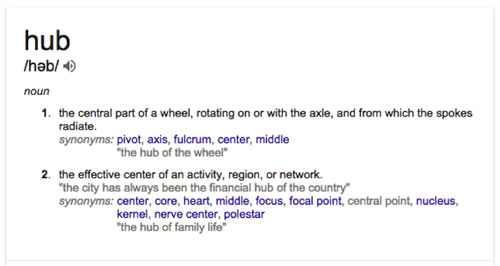 hub
/həb/
noun
1. the central part of a wheel, rotating on or with the axle, and from which the spokes
radiate.
synonyms: pivot, axis, fulcrum, center, middle
"the hub of the wheel"
2. the effective center of an activity, region, or network.
"the city has always been the financial hub of the country"
synonyms: center, core, heart, middle, focus, focal point, central point, nucleus,
kernel, nerve center, polestar
"the hub of family life"